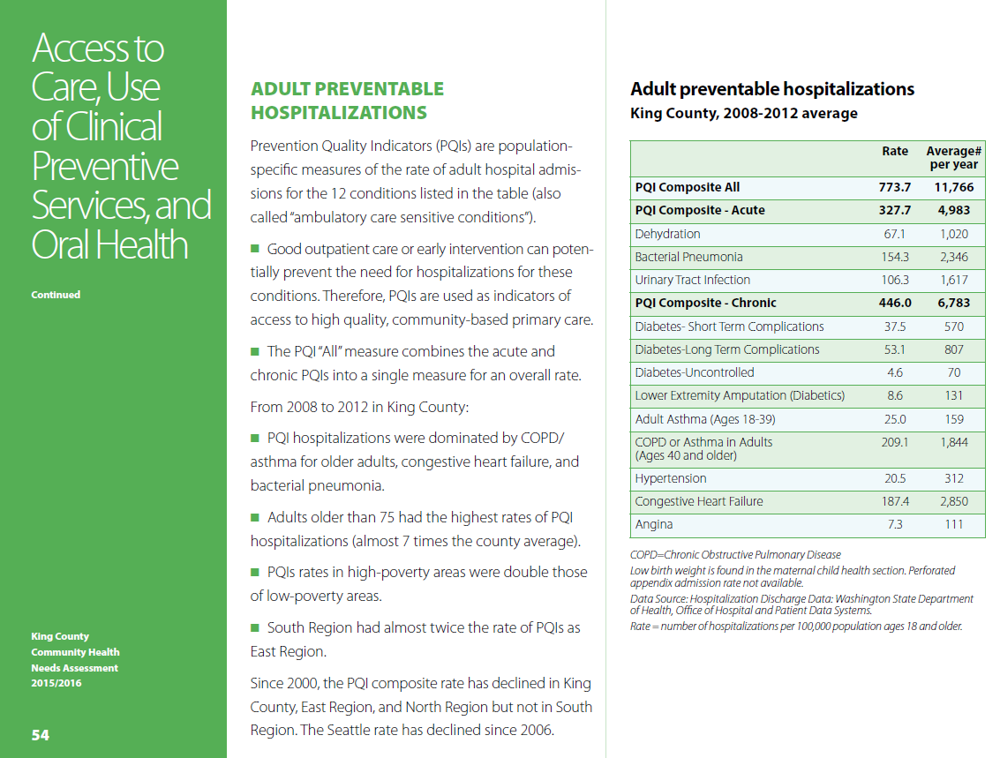 Access to
Care, Use
of Clinical
Preventive
Services, and
Oral Health
Continued
King County
Community Health
Needs Assessment
2015/2016
54
ADULT PREVENTABLE
HOSPITALIZATIONS
Prevention Quality Indicators (PQIs) are population-
specific measures of the rate of adult hospital admis-
sions for the 12 conditions listed in the table (also
called “ambulatory care sensitive conditions”).
■ Good outpatient care or early intervention can poten-
tially prevent the need for hospitalizations for these
conditions. Therefore, PQIs are used as indicators of
access to high quality, community-based primary care.
■ The PQI “All” measure combines the acute and
chronic PQIs into a single measure for an overall rate.
From 2008 to 2012 in King County:
■ PQI hospitalizations were dominated by COPD/
asthma for older adults, congestive heart failure, and
bacterial pneumonia.
■ Adults older than 75 had the highest rates of PQI
hospitalizations (almost 7 times the county average).
■ PQIs rates in high-poverty areas were double those
of low-poverty areas.
■ South Region had almost twice the rate of PQIs as
East Region.
Since 2000, the PQI composite rate has declined in King
County, East Region, and North Region but not in South
Region. The Seattle rate has declined since 2006.
Adult preventable hospitalizations
King County, 2008-2012 average
Rate Average#
per year
PQI Composite All 773.7 11,766
PQI Composite - Acute 327.7 4,983
Dehydration 67.1 1,020
Bacterial Pneumonia 154.3 2,346
Urinary Tract Infection 106.3 1,617
PQI Composite - Chronic 446.0 6,783
Diabetes- Short Term Complications 37.5 570
Diabetes-Long Term Complications 53.1 807
Diabetes-Uncontrolled 4.6 70
Lower Extremity Amputation (Diabetics) 8.6 131
Adult Asthma (Ages 18-39) 25.0 159
COPD or Asthma in Adults 209.1 1,844
(Ages 40 and older)
Hypertension 20.5 312
Congestive Heart Failure 187.4 2,850
Angina 7.3 111
COPD=Chronic Obstructive Pulmonary Disease
Low birth weight is found in the maternal child health section. Perforated
appendix admission rate not available.
Data Source: Hospitalization Discharge Data: Washington State Department
of Health, Office of Hospital and Patient Data Systems.
Rate = number of hospitalizations per 100,000 population ages 18 and older.